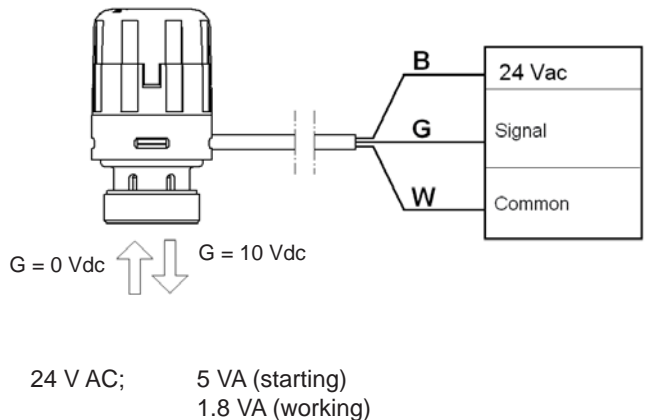 B
24 Vac
G
Signal
W
Common
G = 0 Vdc
G = 10 Vdc
24 V AC; 5 VA (starting)
1.8 VA (working)